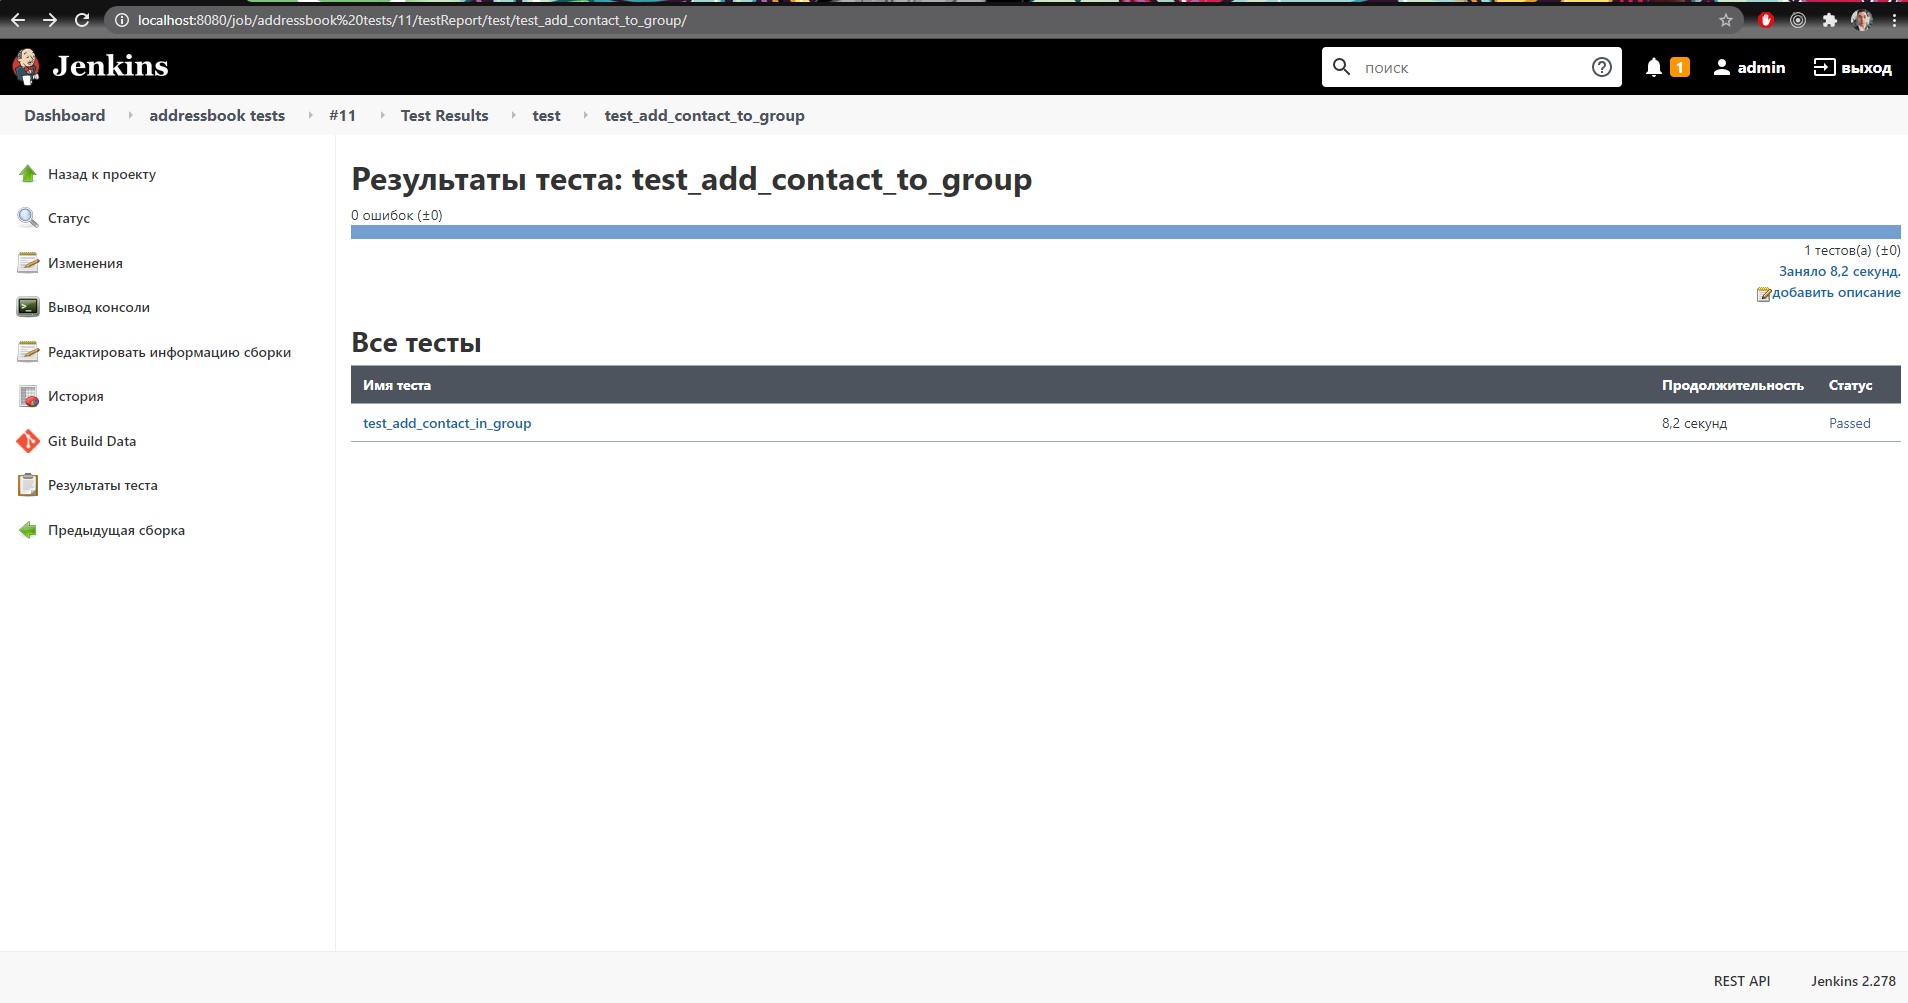 localhost:8080/job/addressbook%20tests/11/testReport/test/test_add_contact_to_group/
Jenkins
поиск
1
admin
выход
Dashboard
addressbook tests
#11
Test Results
test
test_add_contact_to_group
Назад к проекту
Статус
Изменения
Вывод консоли
Редактировать информацию сборки
История
Git Build Data
Результаты теста
Предыдущая сборка
Результаты теста: test_add_contact_to_group
0 ошибок (±0)
1 тестов(а) (±0)
Заняло 8,2 секунд.
добавить описание
Все тесты
Имя теста Продолжительность Статус
test_add_contact_in_group 8,2 секунд Passed
REST API Jenkins 2.278